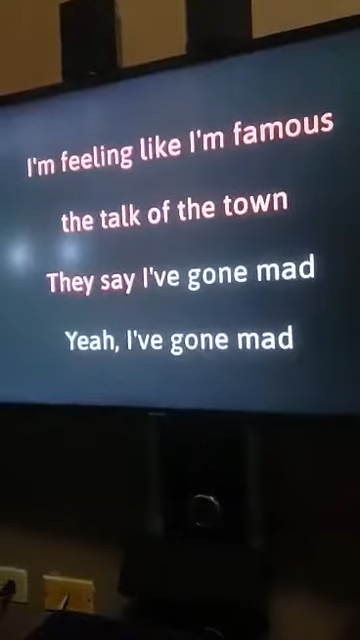 I'm feeling like I'm famous
the talk of the town
They say I've gone mad
Yeah, I've gone mad